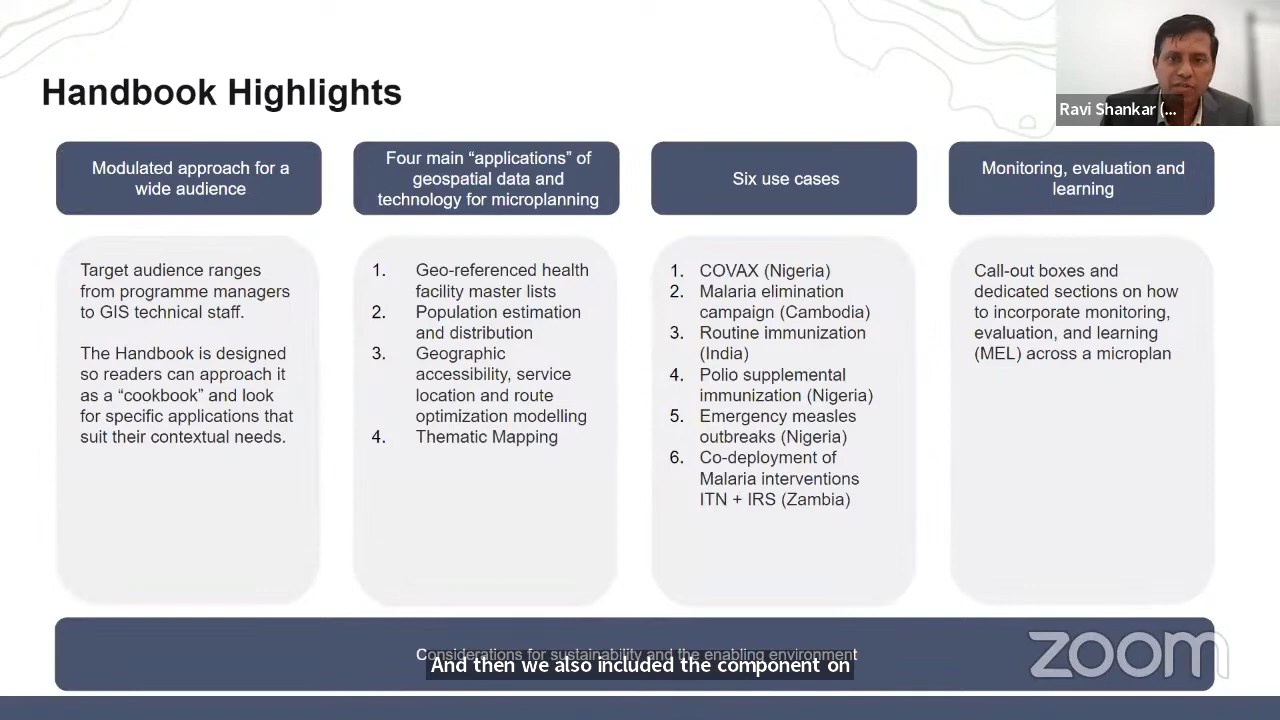 Handbook Highlights
Ravi Shankar (...
Modulated approach for a
wide audience
Target audience ranges
from programme managers
to GIS technical staff.
The Handbook is designed
so readers can approach it
as a “cookbook” and look
for specific applications that
suit their contextual needs.
Four main “applications” of
geospatial data and
technology for microplanning
1. Geo-referenced health
facility master lists
2. Population estimation
and distribution
3. Geographic
accessibility, service
location and route
optimization modelling
4. Thematic Mapping
Six use cases
1. COVAX (Nigeria)
2. Malaria elimination
campaign (Cambodia)
3. Routine immunization
(India)
4. Polio supplemental
immunization (Nigeria)
5. Emergency measles
outbreaks (Nigeria)
6. Co-deployment of
Malaria interventions
ITN + IRS (Zambia)
Monitoring, evaluation and
learning
Call-out boxes and
dedicated sections on how
to incorporate monitoring,
evaluation, and learning
(MEL) across a microplan
Considerations for sustainability and the enabling environment
And then we also included the component on
zoom